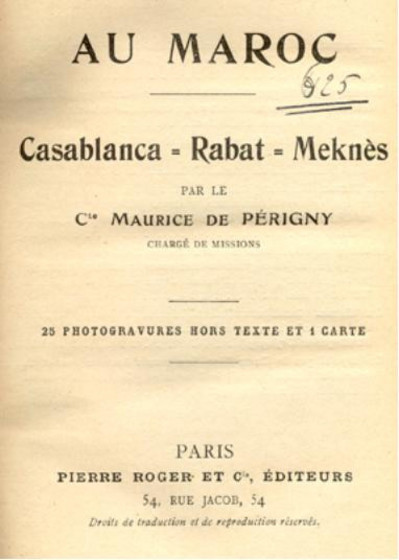 AU MAROC
Casablanca = Rabat = Meknès
PAR LE
Cte MAURICE DE PÉRIGNY
CHARGÉ DE MISSIONS
25 PHOTOGRAVURES HORS TEXTE ET 1 CARTE
PARIS
PIERRE ROGER ET Cie, ÉDITEURS
54, RUE JACOB, 54
Droits de traduction et de reproduction réservés.